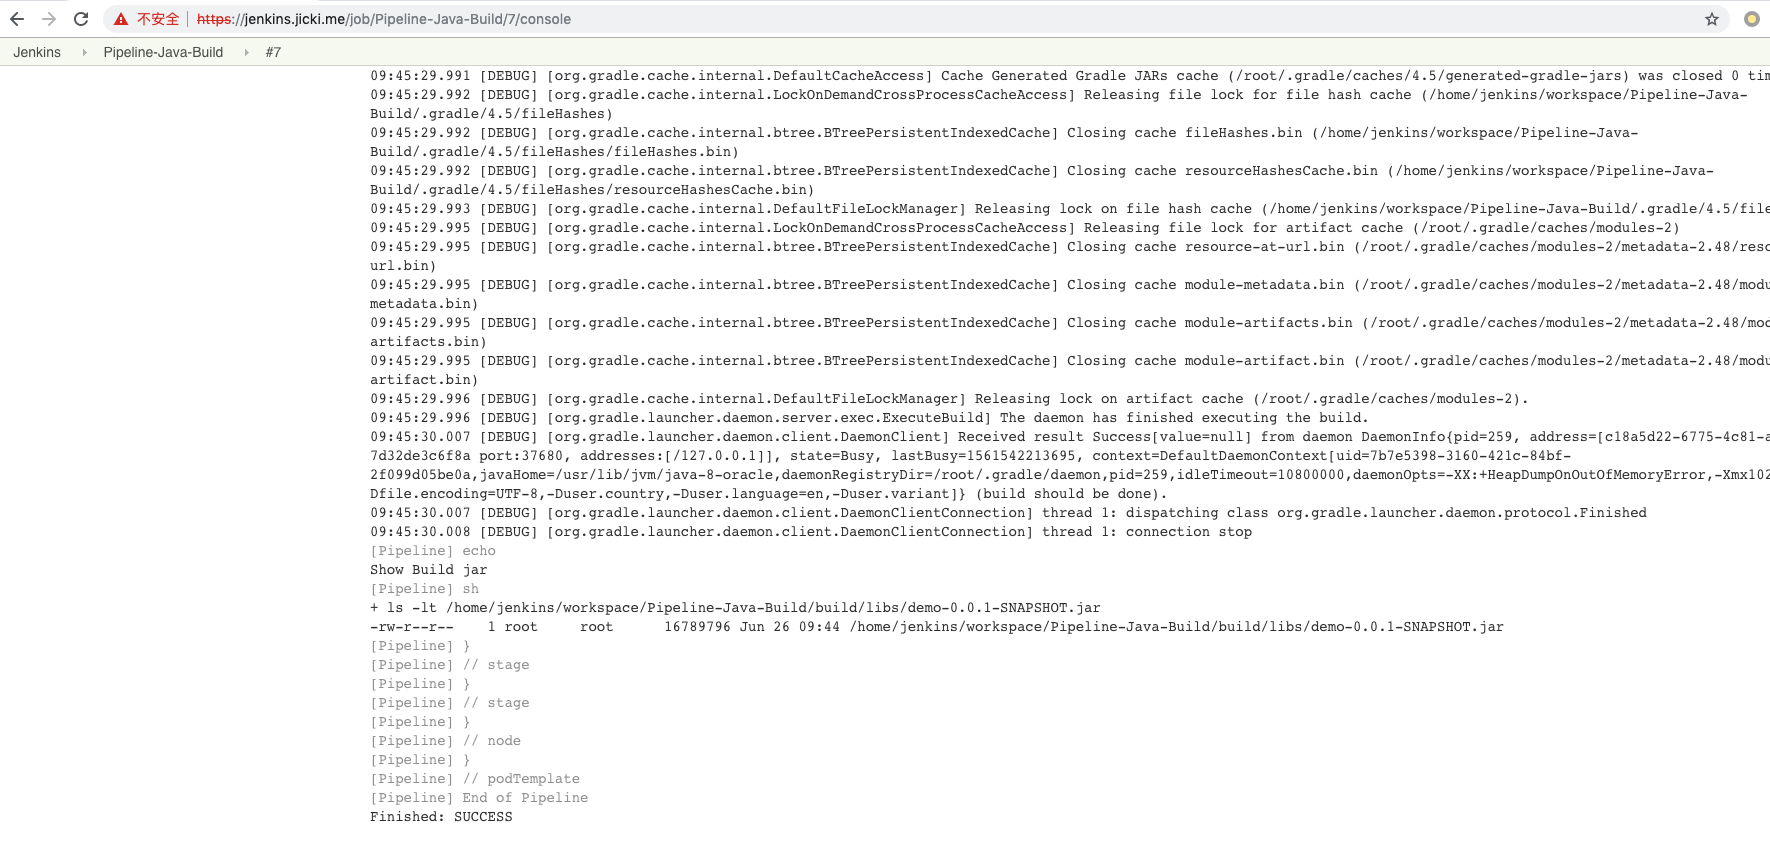 不安全 https://jenkins.jicki.me/job/Pipeline-Java-Build/7/console
Jenkins Pipeline-Java-Build #7
09:45:29.991 [DEBUG] [org.gradle.cache.internal.DefaultCacheAccess] Cache Generated Gradle JARs cache (/root/.gradle/caches/4.5/generated-gradle-jars) was closed 0 tim
09:45:29.992 [DEBUG] [org.gradle.cache.internal.LockOnDemandCrossProcessCacheAccess] Releasing file lock for file hash cache (/home/jenkins/workspace/Pipeline-Java-
Build/.gradle/4.5/fileHashes)
09:45:29.992 [DEBUG] [org.gradle.cache.internal.btree.BTreePersistentIndexedCache] Closing cache fileHashes.bin (/home/jenkins/workspace/Pipeline-Java-
Build/.gradle/4.5/fileHashes/fileHashes.bin)
09:45:29.992 [DEBUG] [org.gradle.cache.internal.btree.BTreePersistentIndexedCache] Closing cache resourceHashesCache.bin (/home/jenkins/workspace/Pipeline-Java-
Build/.gradle/4.5/fileHashes/resourceHashesCache.bin)
09:45:29.993 [DEBUG] [org.gradle.cache.internal.DefaultFileLockManager] Releasing lock on file hash cache (/home/jenkins/workspace/Pipeline-Java-Build/.gradle/4.5/file
09:45:29.995 [DEBUG] [org.gradle.cache.internal.LockOnDemandCrossProcessCacheAccess] Releasing file lock for artifact cache (/root/.gradle/caches/modules-2)
09:45:29.995 [DEBUG] [org.gradle.cache.internal.btree.BTreePersistentIndexedCache] Closing cache resource-at-url.bin (/root/.gradle/caches/modules-2/metadata-2.48/reso
url.bin)
09:45:29.995 [DEBUG] [org.gradle.cache.internal.btree.BTreePersistentIndexedCache] Closing cache module-metadata.bin (/root/.gradle/caches/modules-2/metadata-2.48/modu
metadata.bin)
09:45:29.995 [DEBUG] [org.gradle.cache.internal.btree.BTreePersistentIndexedCache] Closing cache module-artifacts.bin (/root/.gradle/caches/modules-2/metadata-2.48/mod
artifacts.bin)
09:45:29.995 [DEBUG] [org.gradle.cache.internal.btree.BTreePersistentIndexedCache] Closing cache module-artifact.bin (/root/.gradle/caches/modules-2/metadata-2.48/modu
artifact.bin)
09:45:29.996 [DEBUG] [org.gradle.cache.internal.DefaultFileLockManager] Releasing lock on artifact cache (/root/.gradle/caches/modules-2).
09:45:29.996 [DEBUG] [org.gradle.launcher.daemon.server.exec.ExecuteBuild] The daemon has finished executing the build.
09:45:30.007 [DEBUG] [org.gradle.launcher.daemon.client.DaemonClient] Received result Success[value=null] from daemon DaemonInfo{pid=259, address=[c18a5d22-6775-4c81-a
7d32de3c6f8a port:37680, addresses:[/127.0.0.1]], state=Busy, lastBusy=1561542213695, context=DefaultDaemonContext[uid=7b7e5398-3160-421c-84bf-
2f099d05be0a,javaHome=/usr/lib/jvm/java-8-oracle,daemonRegistryDir=/root/.gradle/daemon,pid=259,idleTimeout=10800000,daemonOpts=-XX:+HeapDumpOnOutOfMemoryError,-Xmx102
Dfile.encoding=UTF-8,-Duser.country,-Duser.language=en,-Duser.variant]} (build should be done).
09:45:30.007 [DEBUG] [org.gradle.launcher.daemon.client.DaemonClientConnection] thread 1: dispatching class org.gradle.launcher.daemon.protocol.Finished
09:45:30.008 [DEBUG] [org.gradle.launcher.daemon.client.DaemonClientConnection] thread 1: connection stop
[Pipeline] echo
Show Build jar
[Pipeline] sh
+ ls -lt /home/jenkins/workspace/Pipeline-Java-Build/build/libs/demo-0.0.1-SNAPSHOT.jar
-rw-r--r--    1 root     root      16789796 Jun 26 09:44 /home/jenkins/workspace/Pipeline-Java-Build/build/libs/demo-0.0.1-SNAPSHOT.jar
[Pipeline] }
[Pipeline] // stage
[Pipeline] }
[Pipeline] // stage
[Pipeline] }
[Pipeline] // node
[Pipeline] }
[Pipeline] // podTemplate
[Pipeline] End of Pipeline
Finished: SUCCESS